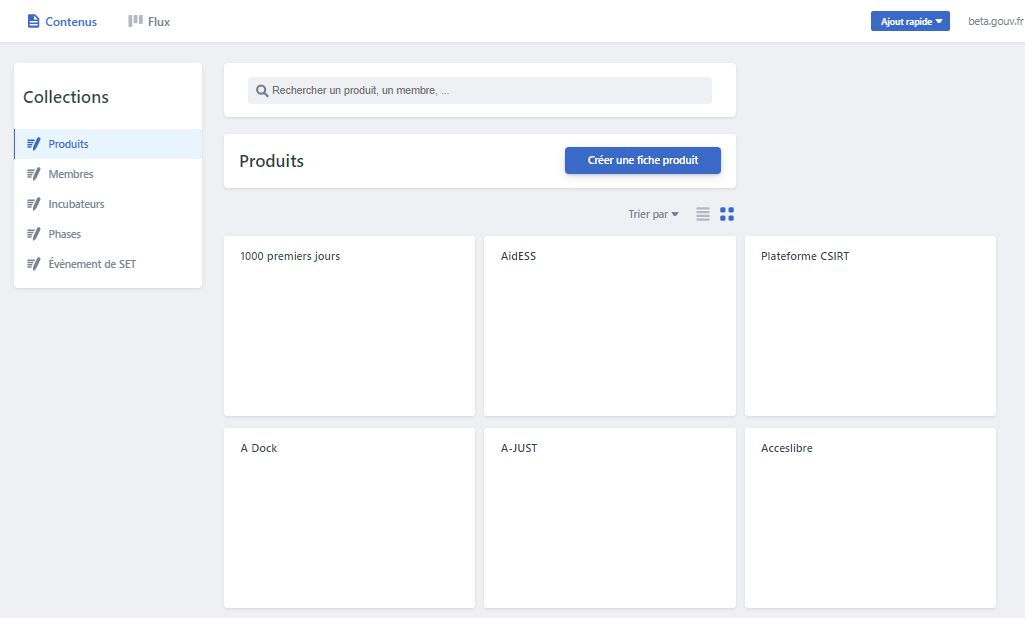 Contenus
Flux
Ajout rapide
beta.gouv.fr
Collections
Produits
Membres
Incubateurs
Phases
Évènement de SET
Rechercher un produit, un membre, ...
Produits
Créer une fiche produit
Trier par
1000 premiers jours
AidESS
Plateforme CSIRT
A Dock
A-JUST
Acceslibre